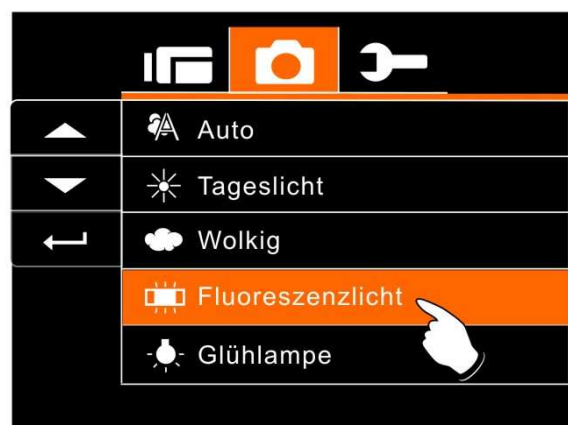 Auto
Tageslicht
Wolkig
Fluoreszenzlicht
Glühlampe